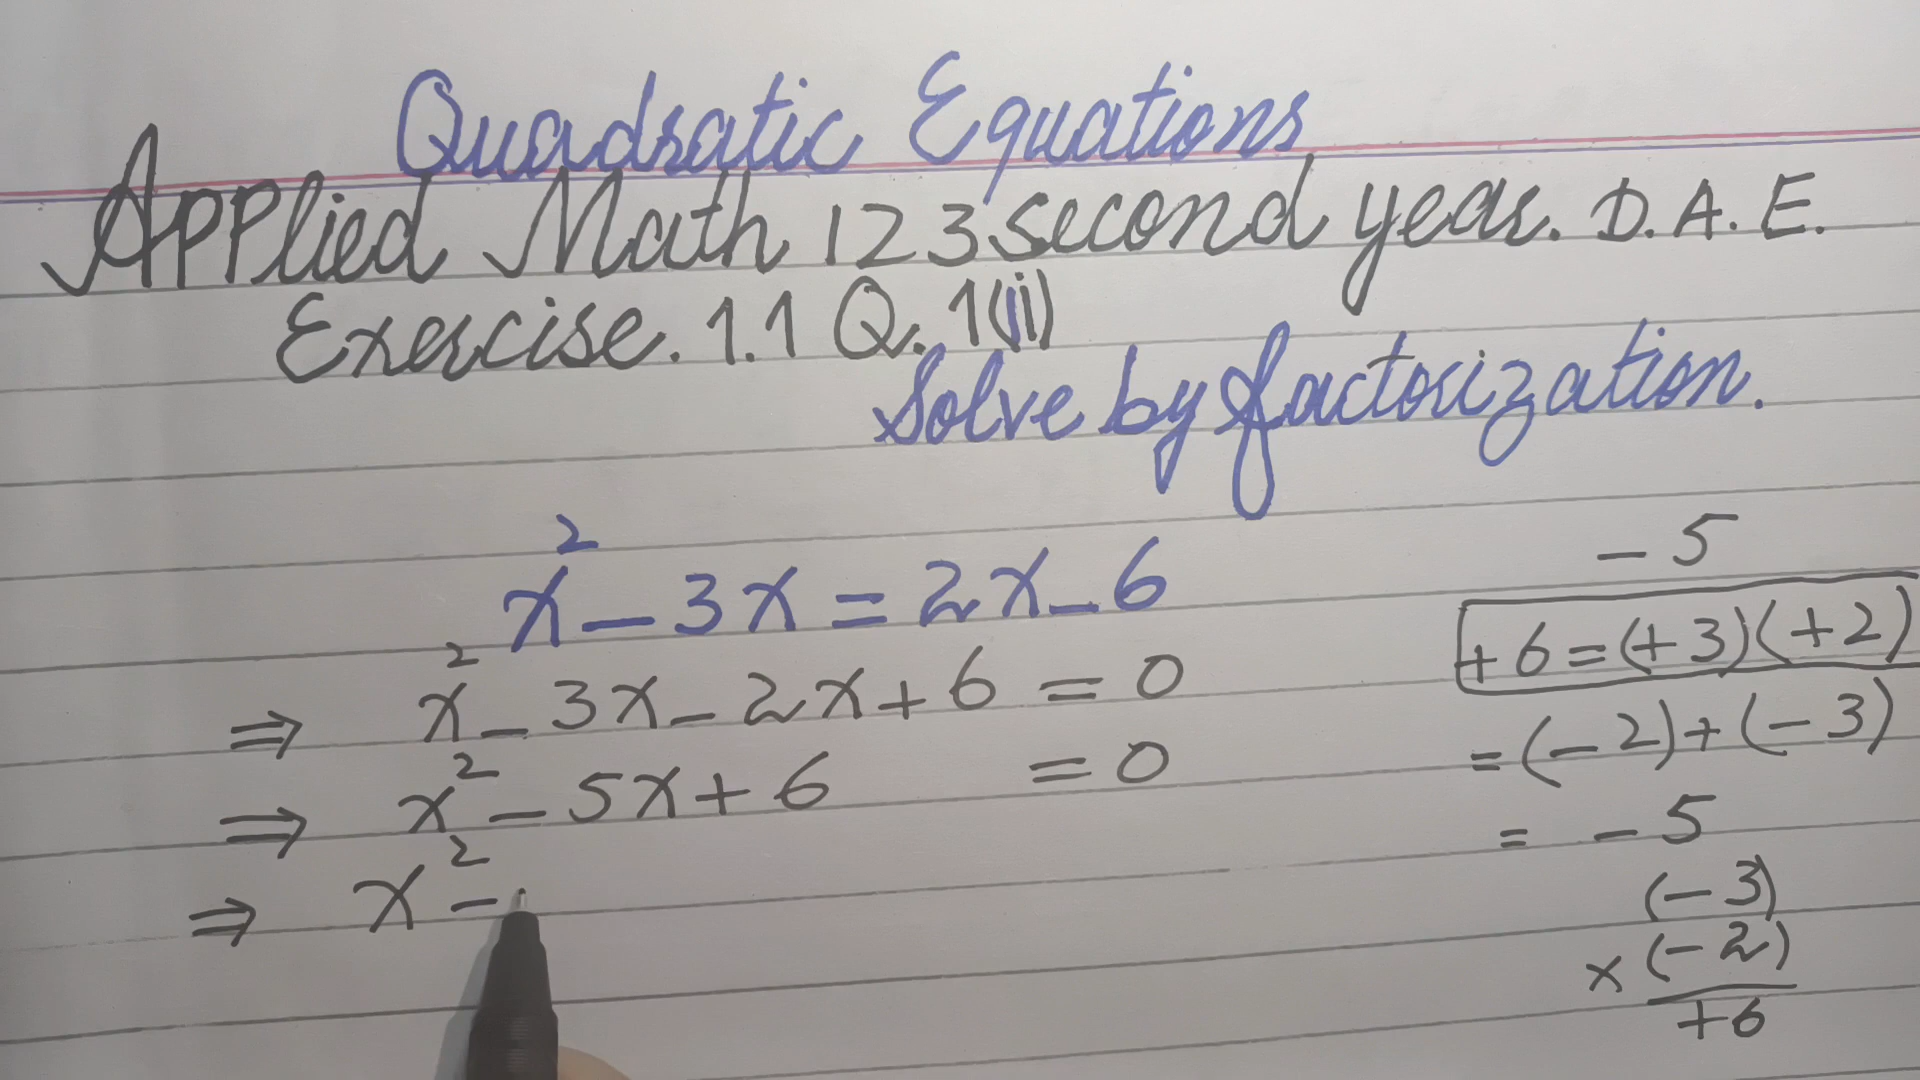 Quadratic Equations
Applied Math 123 second year. D.A.E.
Exercise. 1.1 Q. 1(ii)
Solve by factorization.
x² - 3x = 2x - 6
⇒ x² - 3x - 2x + 6 = 0
⇒ x² - 5x + 6 = 0
⇒ x² -
- 5
+ 6 = (+3)(+2)
= (-2) + (-3)
= - 5
(-3)
× (-2)
+6